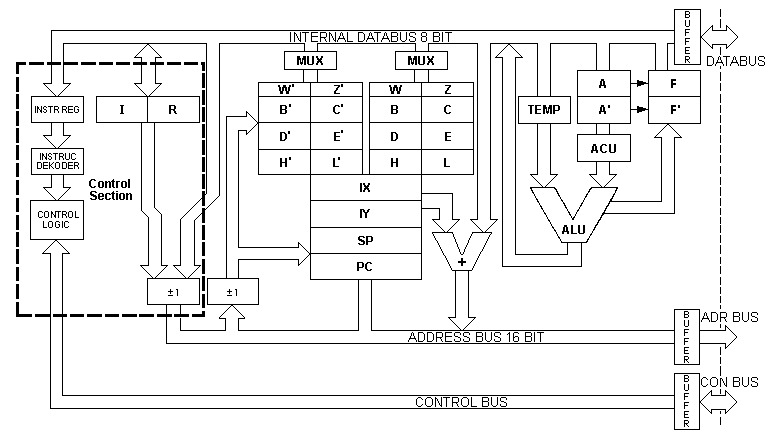 INTERNAL DATABUS 8 BIT
BUFFER
DATABUS
MUX
MUX
W' Z' W Z
B' C' B C
D' E' D E
H' L' H L
IX
IY
SP
PC
INSTR REG
INSTRUC
DEKODER
CONTROL
LOGIC
I R
Control
Section
±1
±1
+
TEMP
A F
A' F'
ACU
ALU
ADDRESS BUS 16 BIT
BUFFER
ADR BUS
CONTROL BUS
BUFFER
CON BUS